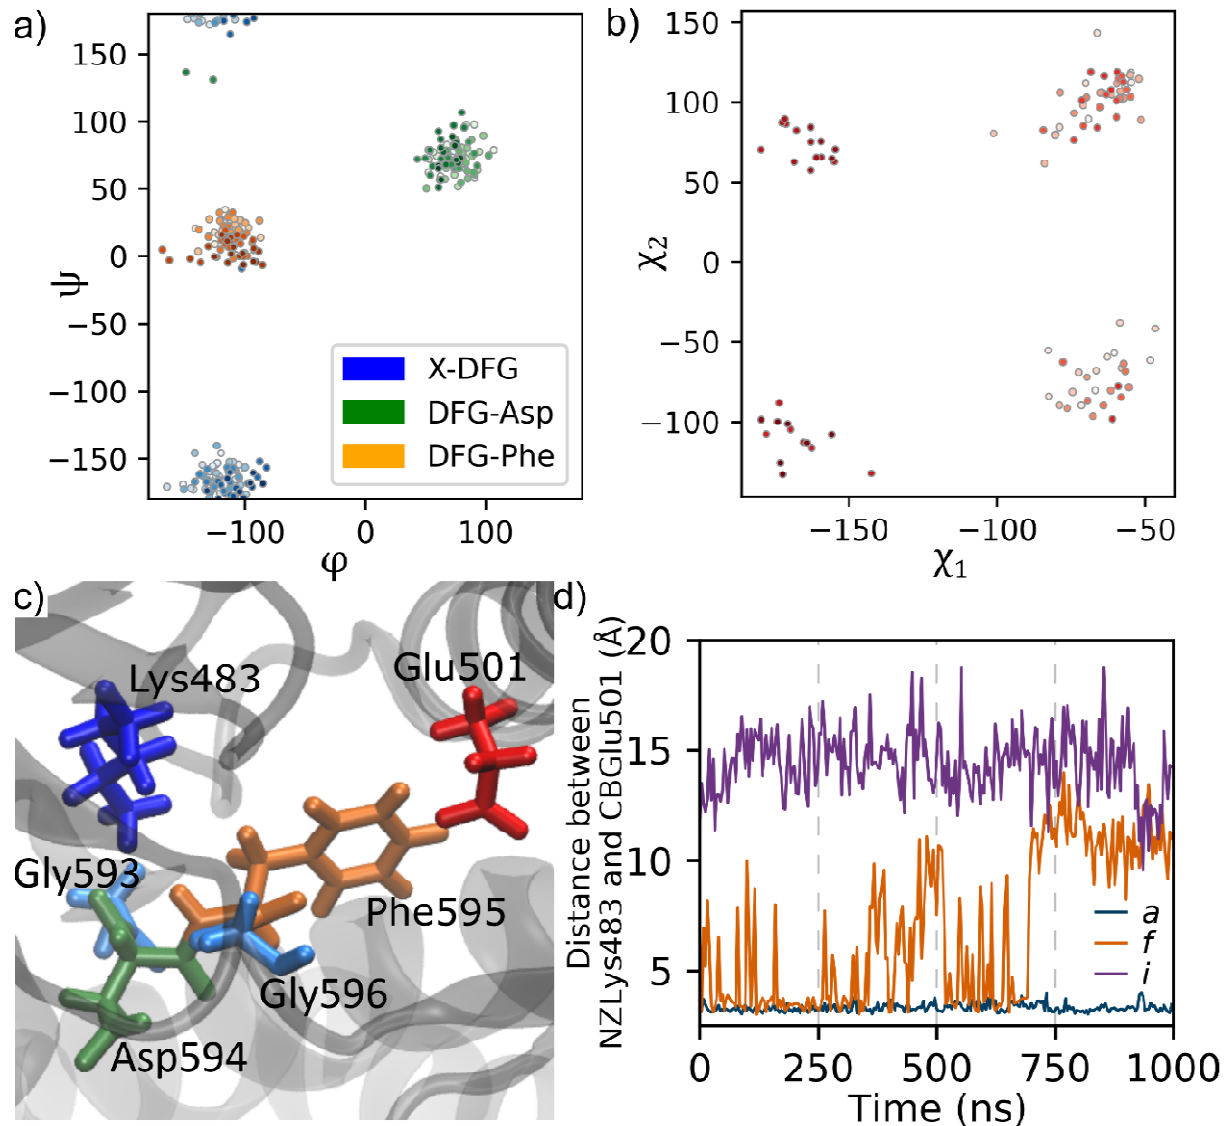 a)
150
100
50
0
−50
−100
−150
ψ
X-DFG
DFG-Asp
DFG-Phe
−100
0
100
φ
b)
150
100
50
0
−50
−100
χ2
−150
−100
−50
χ1
c)
Lys483
Glu501
Gly593
Phe595
Gly596
Asp594
d)
20
15
10
5
Distance between
NZLys483 and CBGlu501 (Å)
a
f
i
0
250
500
750
1000
Time (ns)